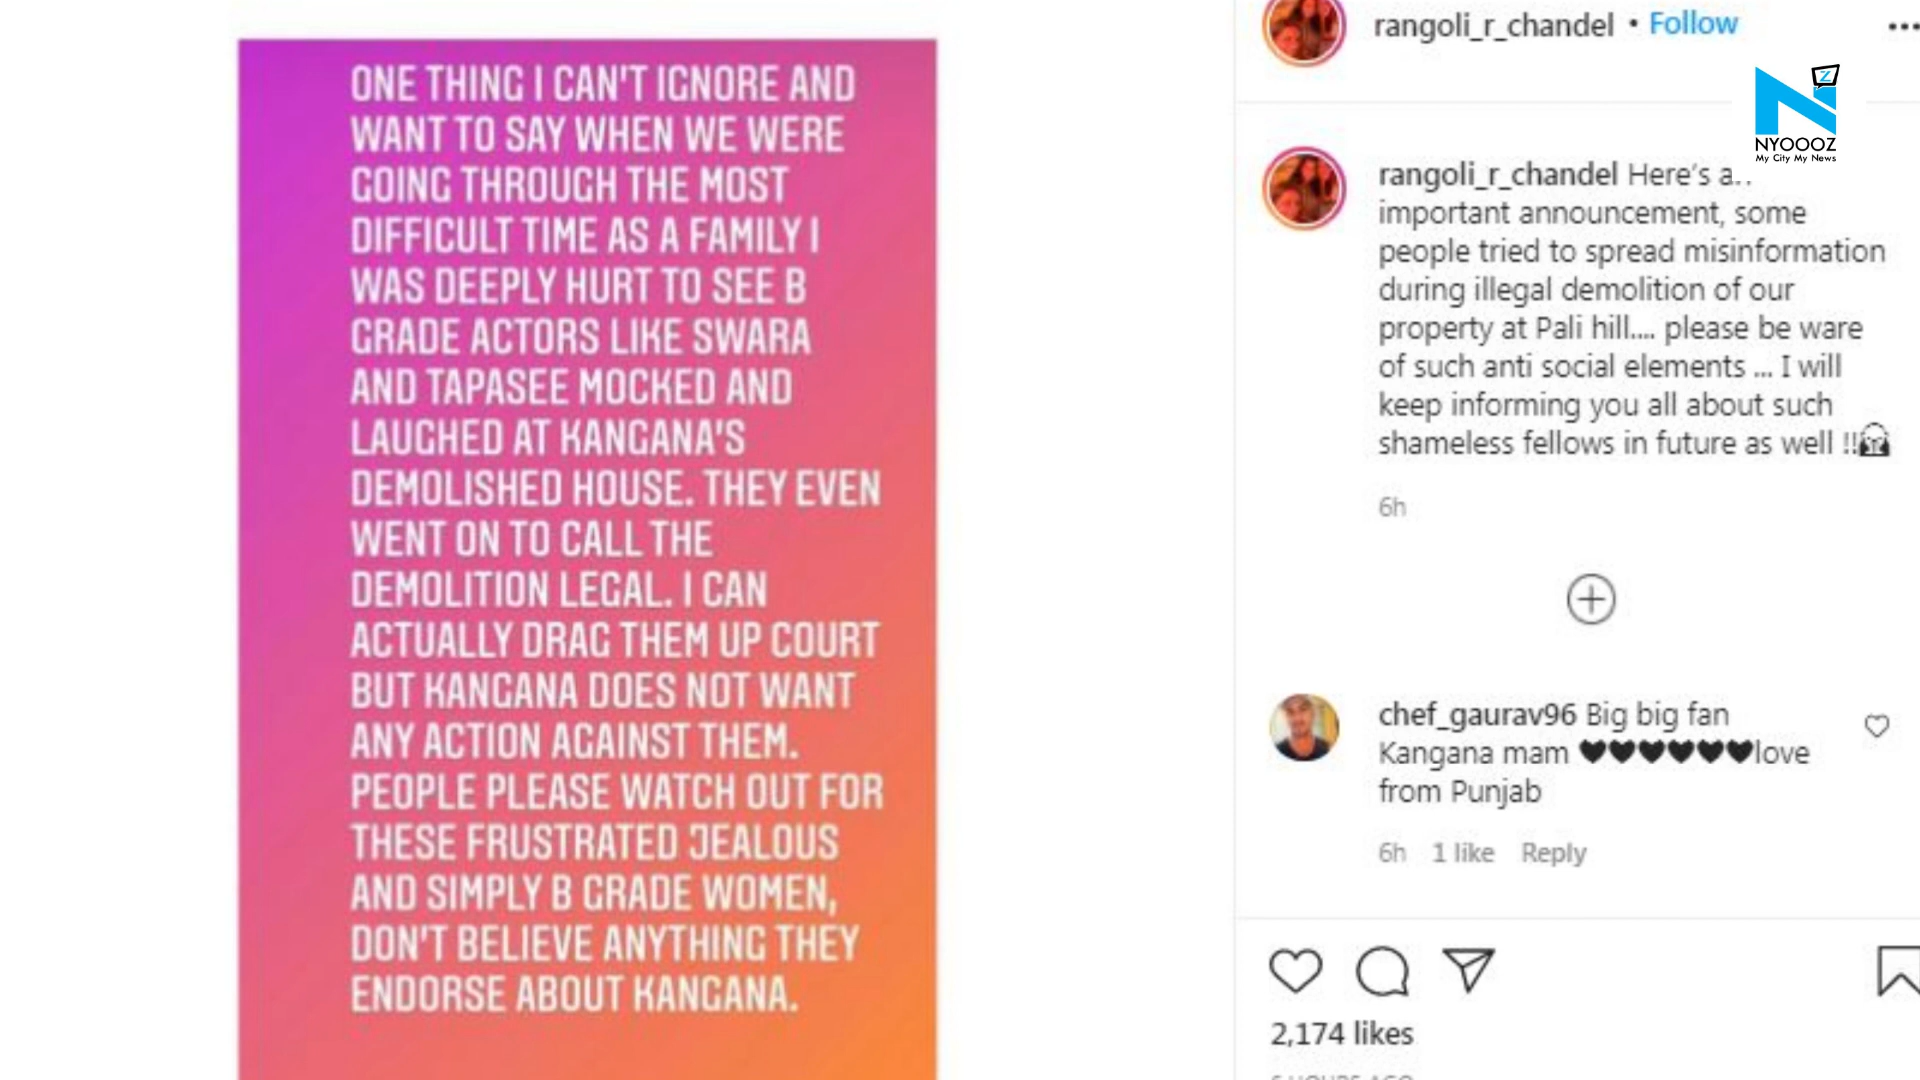 ONE THING I CAN'T IGNORE AND
WANT TO SAY WHEN WE WERE
GOING THROUGH THE MOST
DIFFICULT TIME AS A FAMILY I
WAS DEEPLY HURT TO SEE B
GRADE ACTORS LIKE SWARA
AND TAPASEE MOCKED AND
LAUGHED AT KANGANA'S
DEMOLISHED HOUSE. THEY EVEN
WENT ON TO CALL THE
DEMOLITION LEGAL. I CAN
ACTUALLY DRAG THEM UP COURT
BUT KANGANA DOES NOT WANT
ANY ACTION AGAINST THEM.
PEOPLE PLEASE WATCH OUT FOR
THESE FRUSTRATED JEALOUS
AND SIMPLY B GRADE WOMEN,
DON'T BELIEVE ANYTHING THEY
ENDORSE ABOUT KANGANA.
rangoli_r_chandel • Follow
NYOOOZ
My City My News
rangoli_r_chandel Here's
important announcement, some
people tried to spread misinformation
during illegal demolition of our
property at Pali hill.... please be ware
of such anti social elements ... I will
keep informing you all about such
shameless fellows in future as well !!
6h
chef_gaurav96 Big big fan
Kangana mam ♥♥♥♥♥♥love
from Punjab
6h 1 like Reply
2,174 likes